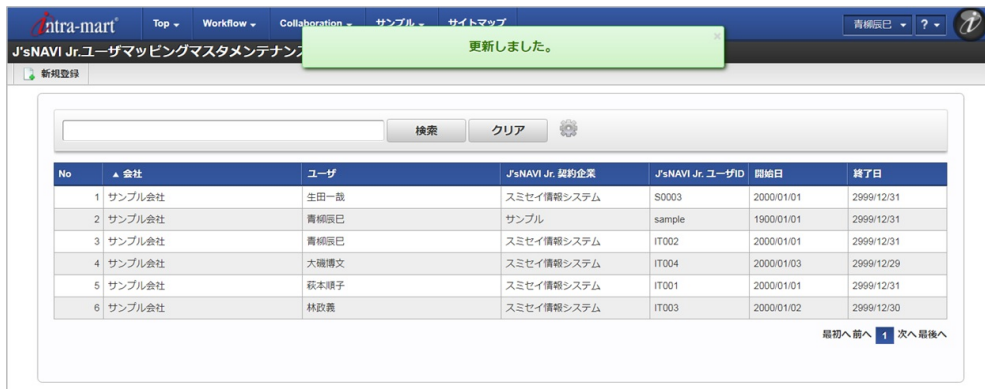 intra-mart Top Workflow Collaboration サンプル サイトマップ 青柳辰巳 ?
更新しました。 ×
J'sNAVI Jr.ユーザマッピングマスタメンテナンス
新規登録
検索 クリア
No ▲ 会社 ユーザ J'sNAVI Jr. 契約企業 J'sNAVI Jr. ユーザID 開始日 終了日
1 サンプル会社 生田一哉 スミセイ情報システム S0003 2000/01/01 2999/12/31
2 サンプル会社 青柳辰巳 サンプル sample 1900/01/01 2999/12/31
3 サンプル会社 青柳辰巳 スミセイ情報システム IT002 2000/01/01 2999/12/31
4 サンプル会社 大磯博文 スミセイ情報システム IT004 2000/01/03 2999/12/29
5 サンプル会社 萩本順子 スミセイ情報システム IT001 2000/01/01 2999/12/31
6 サンプル会社 林政義 スミセイ情報システム IT003 2000/01/02 2999/12/30
最初へ 前へ 1 次へ 最後へ